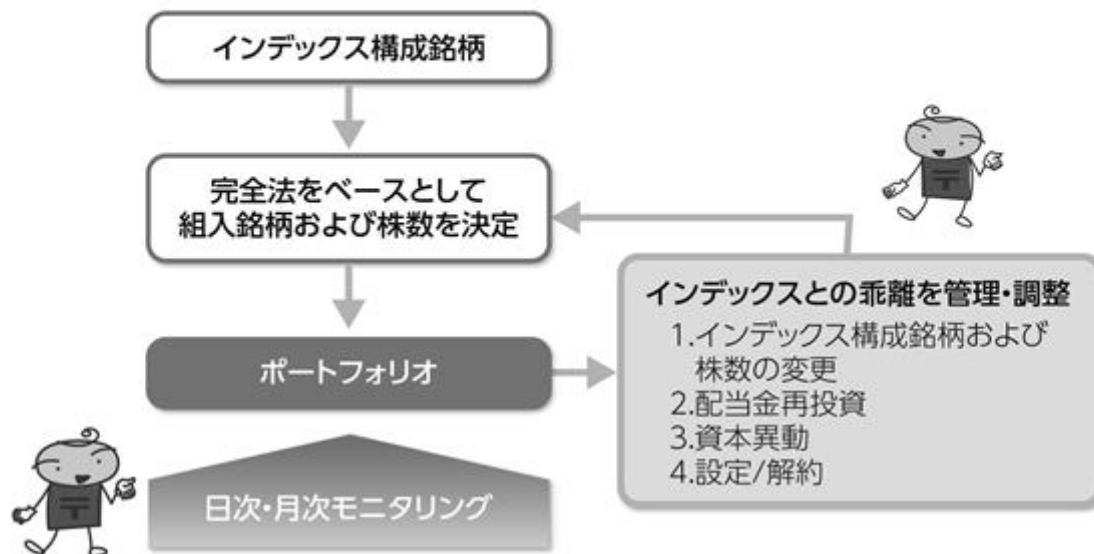 インデックス構成銘柄
完全法をベースとして
組入銘柄および株数を決定
ポートフォリオ
日次・月次モニタリング
インデックスとの乖離を管理・調整
1.インデックス構成銘柄および
株数の変更
2.配当金再投資
3.資本異動
4.設定/解約
〒
〒